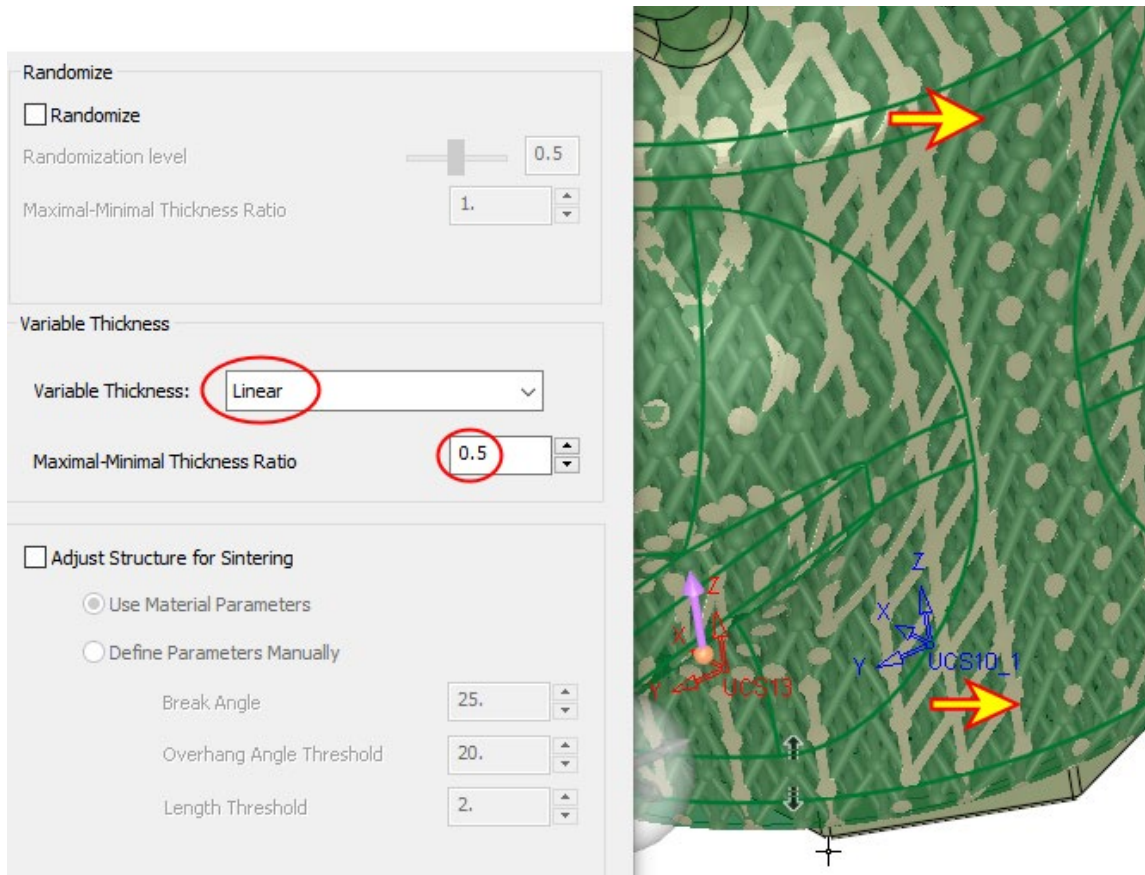 Randomize
Randomize
Randomization level 0.5
Maximal-Minimal Thickness Ratio 1.
Variable Thickness
Variable Thickness: Linear
Maximal-Minimal Thickness Ratio 0.5
Adjust Structure for Sintering
Use Material Parameters
Define Parameters Manually
Break Angle 25.
Overhang Angle Threshold 20.
Length Threshold 2.
Z
X
Y
UCS13
Z
X
Y
UCS10_1